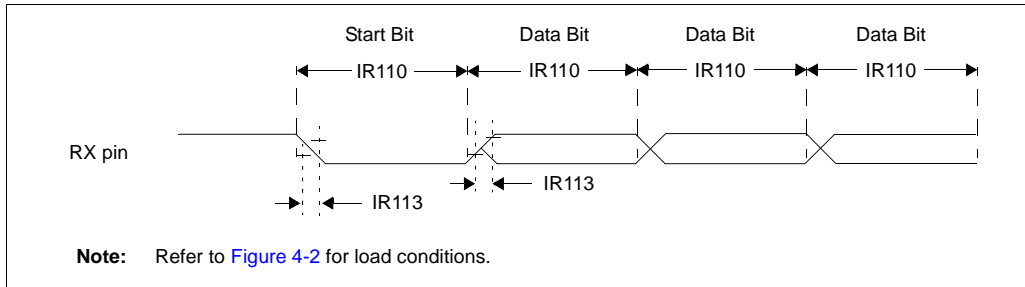 Start Bit Data Bit Data Bit Data Bit
IR110 IR110 IR110 IR110
RX pin
IR113 IR113
Note: Refer to Figure 4-2 for load conditions.